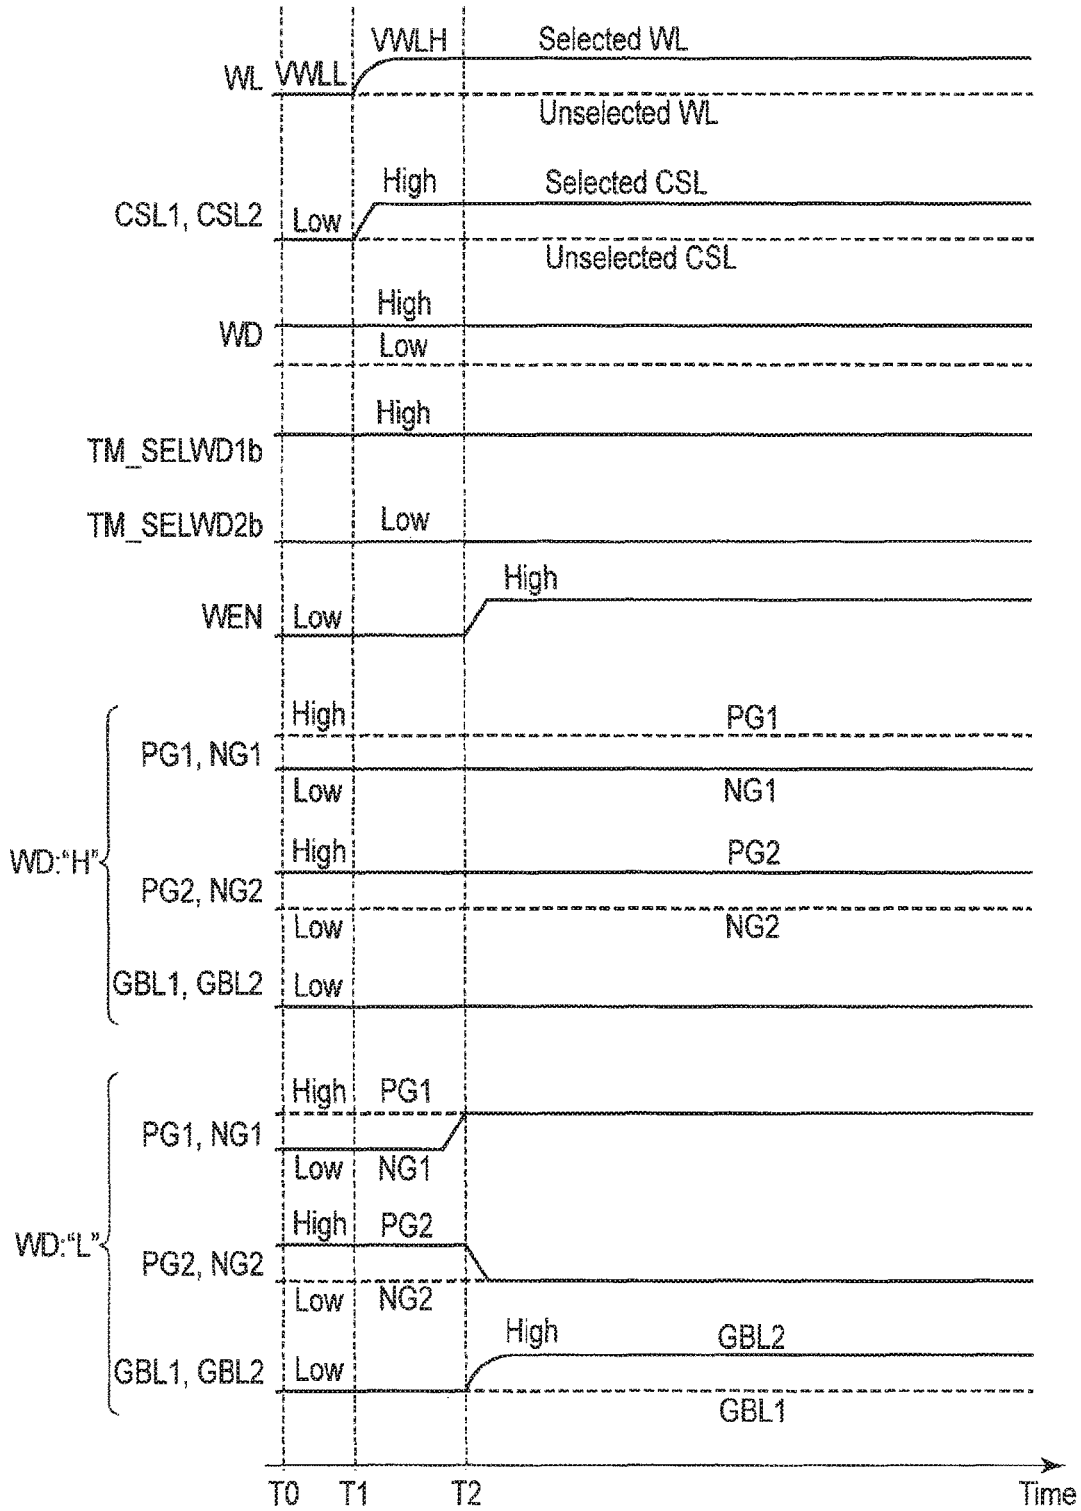 VWLH Selected WL
WL VWLL
Unselected WL
High Selected CSL
CSL1, CSL2 Low
Unselected CSL
High
WD
Low
High
TM_SELWD1b
TM_SELWD2b Low
High
WEN Low
High PG1
PG1, NG1
Low NG1
WD:“H”
High PG2
PG2, NG2
Low NG2
GBL1, GBL2 Low
High PG1
PG1, NG1
Low NG1
WD:“L”
High PG2
PG2, NG2
Low NG2
High GBL2
GBL1, GBL2 Low
GBL1
T0 T1 T2 Time